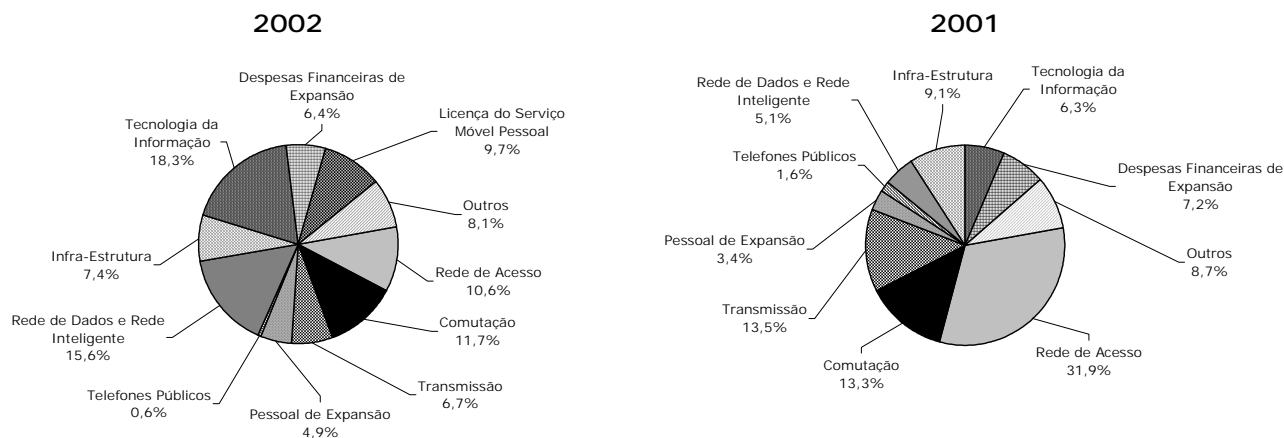 2002
Despesas Financeiras de
Expansão
6,4%
Licença do Serviço
Móvel Pessoal
9,7%
Outros
8,1%
Rede de Acesso
10,6%
Comutação
11,7%
Transmissão
6,7%
Pessoal de Expansão
4,9%
Telefones Públicos
0,6%
Rede de Dados e Rede
Inteligente
15,6%
Infra-Estrutura
7,4%
Tecnologia da
Informação
18,3%
2001
Tecnologia da
Informação
6,3%
Despesas Financeiras de
Expansão
7,2%
Outros
8,7%
Rede de Acesso
31,9%
Comutação
13,3%
Transmissão
13,5%
Pessoal de Expansão
3,4%
Telefones Públicos
1,6%
Rede de Dados e Rede
Inteligente
5,1%
Infra-Estrutura
9,1%